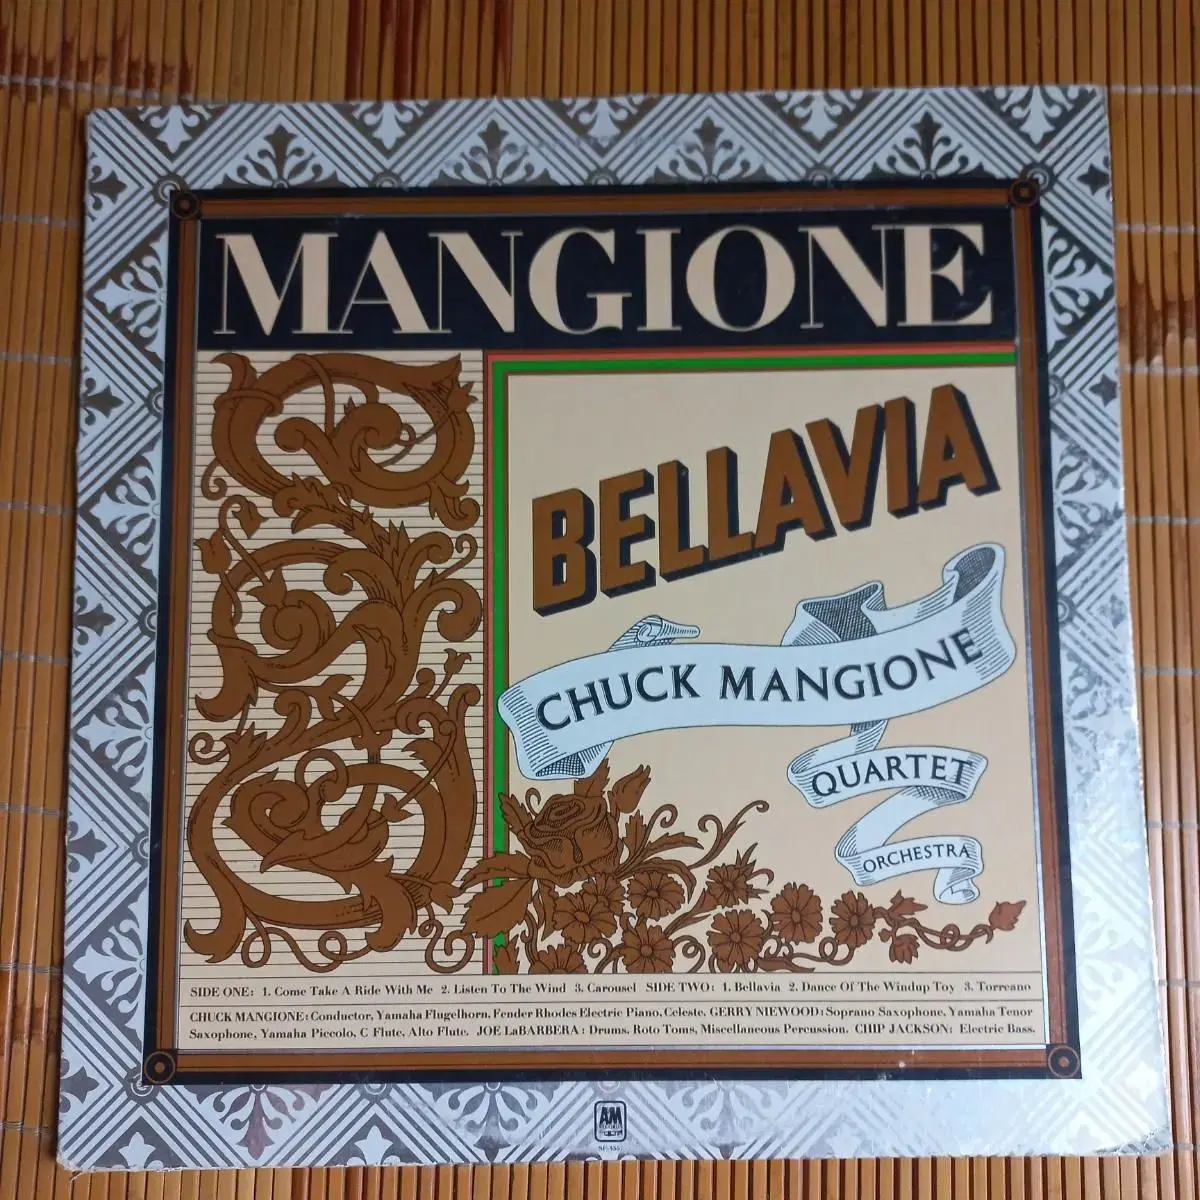 MANGIONE
BELLAVIA
CHUCK MANGIONE
QUARTET
ORCHESTRA
SIDE ONE: 1. Come Take A Ride With Me 2. Listen To The Wind 3. Carousel SIDE TWO: 1. Bellavia 2. Dance Of The Windup Toy 3. Torreano
CHUCK MANGIONE: Conductor, Yamaha Flugelhorn, Fender Rhodes Electric Piano, Celeste. GERRY NIEWOOD: Soprano Saxophone, Yamaha Tenor
Saxophone, Yamaha Piccolo, C Flute, Alto Flute. JOE LaBARBERA: Drums, Roto Toms, Miscellaneous Percussion. CHIP JACKSON: Electric Bass.
AM